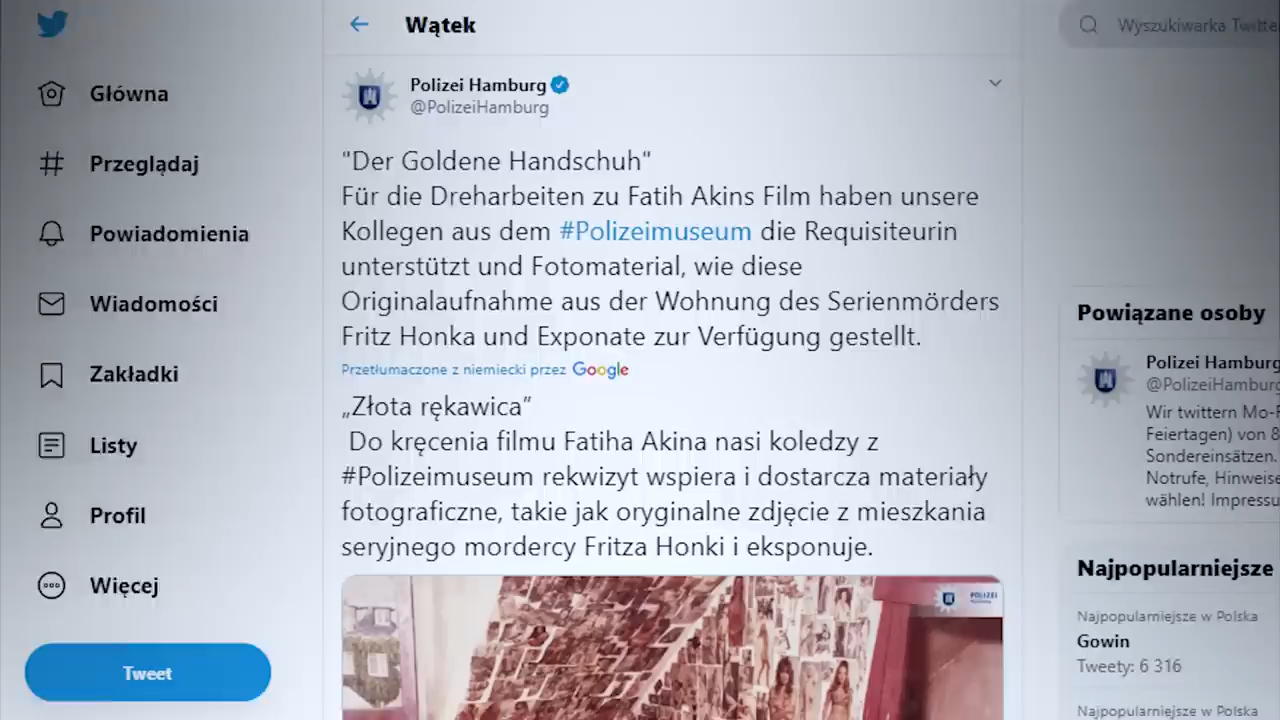 Wątek
Główna
Przeglądaj
Powiadomienia
Wiadomości
Zakładki
Listy
Profil
Więcej
Tweet
Polizei Hamburg
@PolizeiHamburg
"Der Goldene Handschuh"
Für die Dreharbeiten zu Fatih Akins Film haben unsere
Kollegen aus dem #Polizeimuseum die Requisiteurin
unterstützt und Fotomaterial, wie diese
Originalaufnahme aus der Wohnung des Serienmörders
Fritz Honka und Exponate zur Verfügung gestellt.
Przetłumaczone z niemiecki przez Google
„Złota rękawica”
Do kręcenia filmu Fatiha Akina nasi koledzy z
#Polizeimuseum rekwizyt wspiera i dostarcza materiały
fotograficzne, takie jak oryginalne zdjęcie z mieszkania
seryjnego mordercy Fritza Honki i eksponuje.
POLIZEI
Wyszukiwarka Twitte
Powiązane osoby
Polizei Hamburg
@PolizeiHamburg
Wir twittern Mo-F
Feiertagen) von 8
Sondereinsätzen.
Notrufe, Hinweise
wählen! Impressu
Najpopularniejsze
Najpopularniejsze w Polska
Gowin
Tweety: 6 316
Najpopularniejsze w Polska